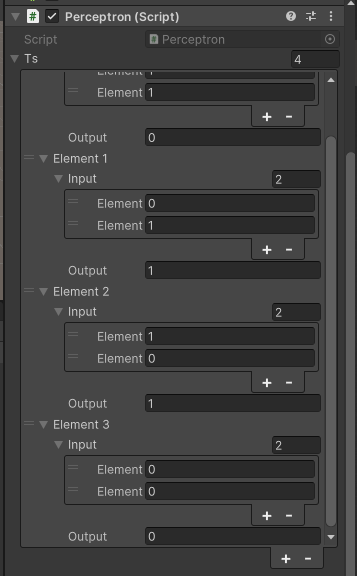 Perceptron (Script)
Script Perceptron
Ts 4
Element 1
Output 0
Element 1
Input 2
Element 0
Element 1
Output 1
Element 2
Input 2
Element 1
Element 0
Output 1
Element 3
Input 2
Element 0
Element 0
Output 0